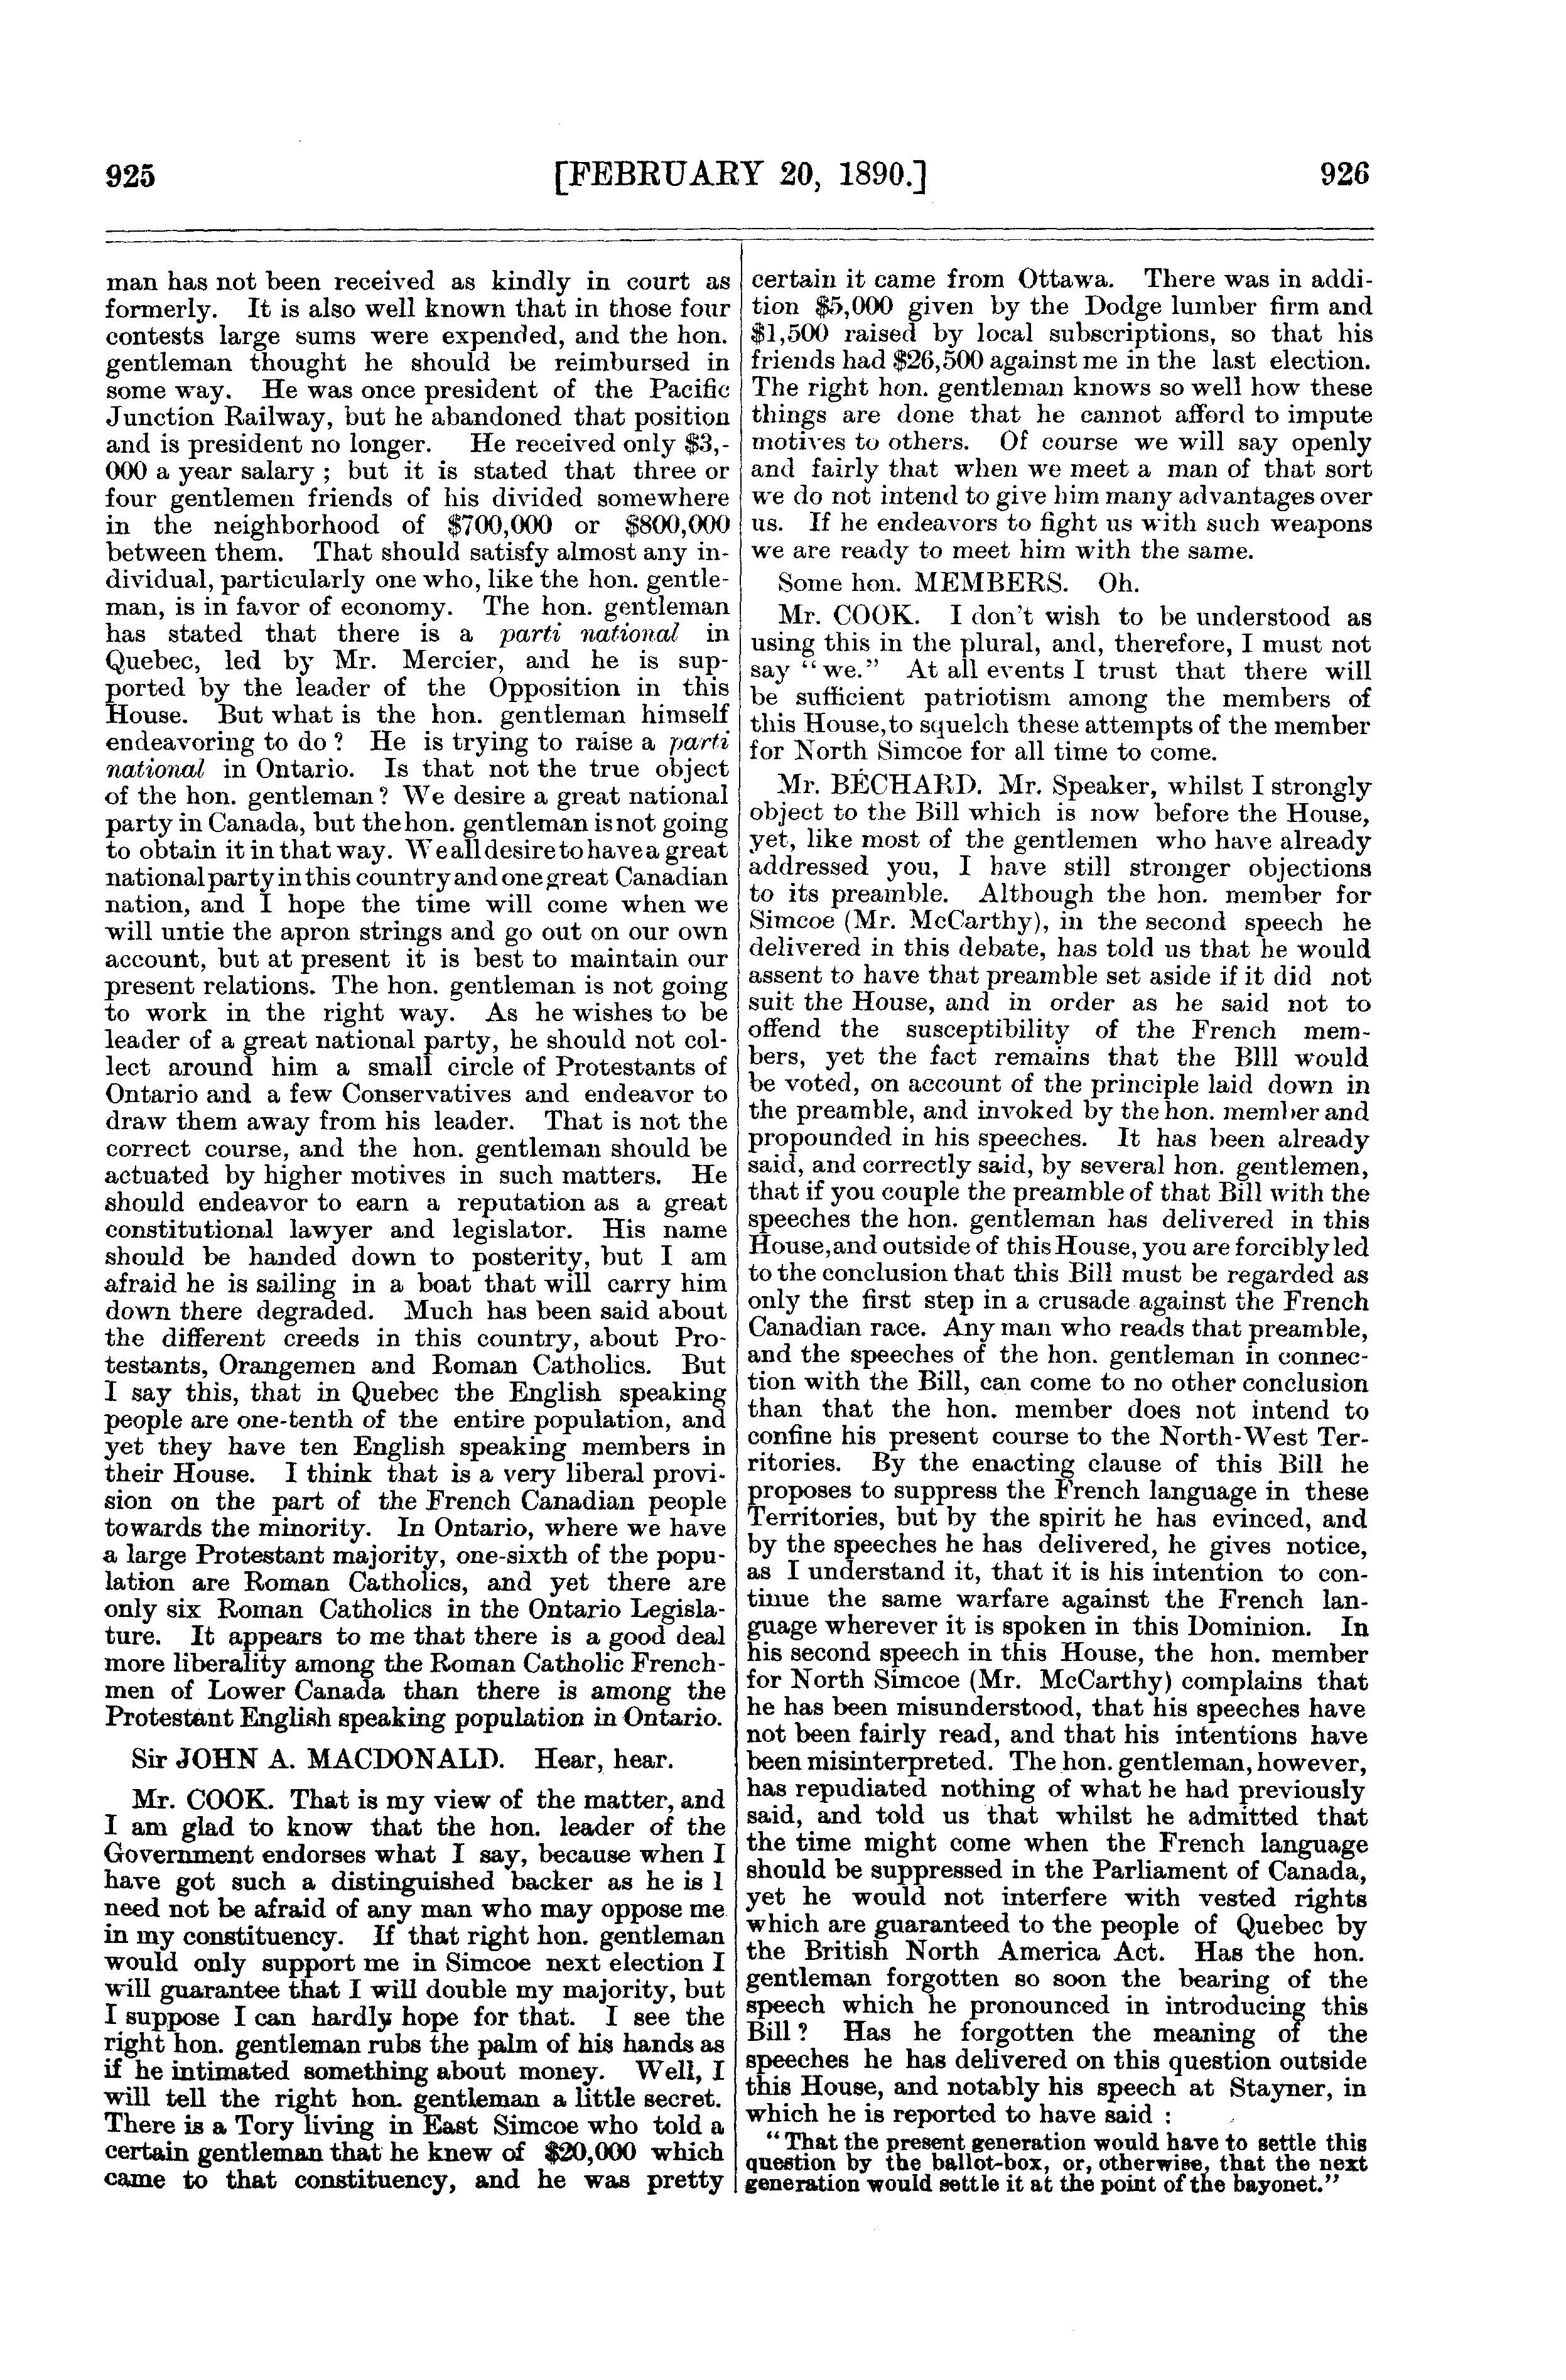 925
[FEBRUARY 20, 1890.]
926
man has not been received as kindly in court as
formerly. It is also well known that in those four
contests large sums were expended, and the hon.
gentleman thought he should be reimbursed in
some way. He was once president of the Pacific
Junction Railway, but he abandoned that position
and is president no longer. He received only $3,-
000 a year salary ; but it is stated that three or
four gentlemen friends of his divided somewhere
in the neighborhood of $700,000 or $800,000
between them. That should satisfy almost any in-
dividual, particularly one who, like the hon. gentle-
man, is in favor of economy. The hon. gentleman
has stated that there is a parti national in
Quebec, led by Mr. Mercier, and he is sup-
ported by the leader of the Opposition in this
House. But what is the hon. gentleman himself
endeavoring to do ? He is trying to raise a parti
national in Ontario. Is that not the true object
of the hon. gentleman ? We desire a great national
party in Canada, but the hon. gentleman is not going
to obtain it in that way. We all desire to have a great
national party in this country and one great Canadian
nation, and I hope the time will come when we
will untie the apron strings and go out on our own
account, but at present it is best to maintain our
present relations. The hon. gentleman is not going
to work in the right way. As he wishes to be
leader of a great national party, he should not col-
lect around him a small circle of Protestants of
Ontario and a few Conservatives and endeavor to
draw them away from his leader. That is not the
correct course, and the hon. gentleman should be
actuated by higher motives in such matters. He
should endeavor to earn a reputation as a great
constitutional lawyer and legislator. His name
should be handed down to posterity, but I am
afraid he is sailing in a boat that will carry him
down there degraded. Much has been said about
the different creeds in this country, about Pro-
testants, Orangemen and Roman Catholics. But
I say this, that in Quebec the English speaking
people are one-tenth of the entire population, and
yet they have ten English speaking members in
their House. I think that is a very liberal provi-
sion on the part of the French Canadian people
towards the minority. In Ontario, where we have
a large Protestant majority, one-sixth of the popu-
lation are Roman Catholics, and yet there are
only six Roman Catholics in the Ontario Legisla-
ture. It appears to me that there is a good deal
more liberality among the Roman Catholic French-
men of Lower Canada than there is among the
Protestant English speaking population in Ontario.
Sir JOHN A. MACDONALD. Hear, hear.
Mr. COOK. That is my view of the matter, and
I am glad to know that the hon. leader of the
Government endorses what I say, because when I
have got such a distinguished backer as he is I
need not be afraid of any man who may oppose me
in my constituency. If that right hon. gentleman
would only support me in Simcoe next election I
will guarantee that I will double my majority, but
I suppose I can hardly hope for that. I see the
right hon. gentleman rubs the palm of his hands as
if he intimated something about money. Well, I
will tell the right hon. gentleman a little secret.
There is a Tory living in East Simcoe who told a
certain gentleman that he knew of $20,000 which
came to that constituency, and he was pretty
certain it came from Ottawa. There was in addi-
tion $5,000 given by the Dodge lumber firm and
$1,500 raised by local subscriptions, so that his
friends had $26,500 against me in the last election.
The right hon. gentleman knows so well how these
things are done that he cannot afford to impute
motives to others. Of course we will say openly
and fairly that when we meet a man of that sort
we do not intend to give him many advantages over
us. If he endeavors to fight us with such weapons
we are ready to meet him with the same.
Some hon. MEMBERS. Oh.
Mr. COOK. I don't wish to be understood as
using this in the plural, and, therefore, I must not
say "we." At all events I trust that there will
be sufficient patriotism among the members of
this House, to squelch these attempts of the member
for North Simcoe for all time to come.
Mr. BÉCHARD. Mr. Speaker, whilst I strongly
object to the Bill which is now before the House,
yet, like most of the gentlemen who have already
addressed you, I have still stronger objections
to its preamble. Although the hon. member for
Simcoe (Mr. McCarthy), in the second speech he
delivered in this debate, has told us that he would
assent to have that preamble set aside if it did not
suit the House, and in order as he said not to
offend the susceptibility of the French mem-
bers, yet the fact remains that the BIll would
be voted, on account of the principle laid down in
the preamble, and invoked by the hon. member and
propounded in his speeches. It has been already
said, and correctly said, by several hon. gentlemen,
that if you couple the preamble of that Bill with the
speeches the hon. gentleman has delivered in this
House, and outside of this House, you are forcibly led
to the conclusion that this Bill must be regarded as
only the first step in a crusade against the French
Canadian race. Any man who reads that preamble,
and the speeches of the hon. gentleman in connec-
tion with the Bill, can come to no other conclusion
than that the hon. member does not intend to
confine his present course to the North-West Ter-
ritories. By the enacting clause of this Bill he
proposes to suppress the French language in these
Territories, but by the spirit he has evinced, and
by the speeches he has delivered, he gives notice,
as I understand it, that it is his intention to con-
tinue the same warfare against the French lan-
guage wherever it is spoken in this Dominion. In
his second speech in this House, the hon. member
for North Simcoe (Mr. McCarthy) complains that
he has been misunderstood, that his speeches have
not been fairly read, and that his intentions have
been misinterpreted. The hon. gentleman, however,
has repudiated nothing of what he had previously
said, and told us that whilst he admitted that
the time might come when the French language
should be suppressed in the Parliament of Canada,
yet he would not interfere with vested rights
which are guaranteed to the people of Quebec by
the British North America Act. Has the hon.
gentleman forgotten so soon the bearing of the
speech which he pronounced in introducing this
Bill ? Has he forgotten the meaning of the
speeches he has delivered on this question outside
this House, and notably his speech at Stayner, in
which he is reported to have said :
"That the present generation would have to settle this
question by the ballot-box, or, otherwise, that the next
generation would settle it at the point of the bayonet."